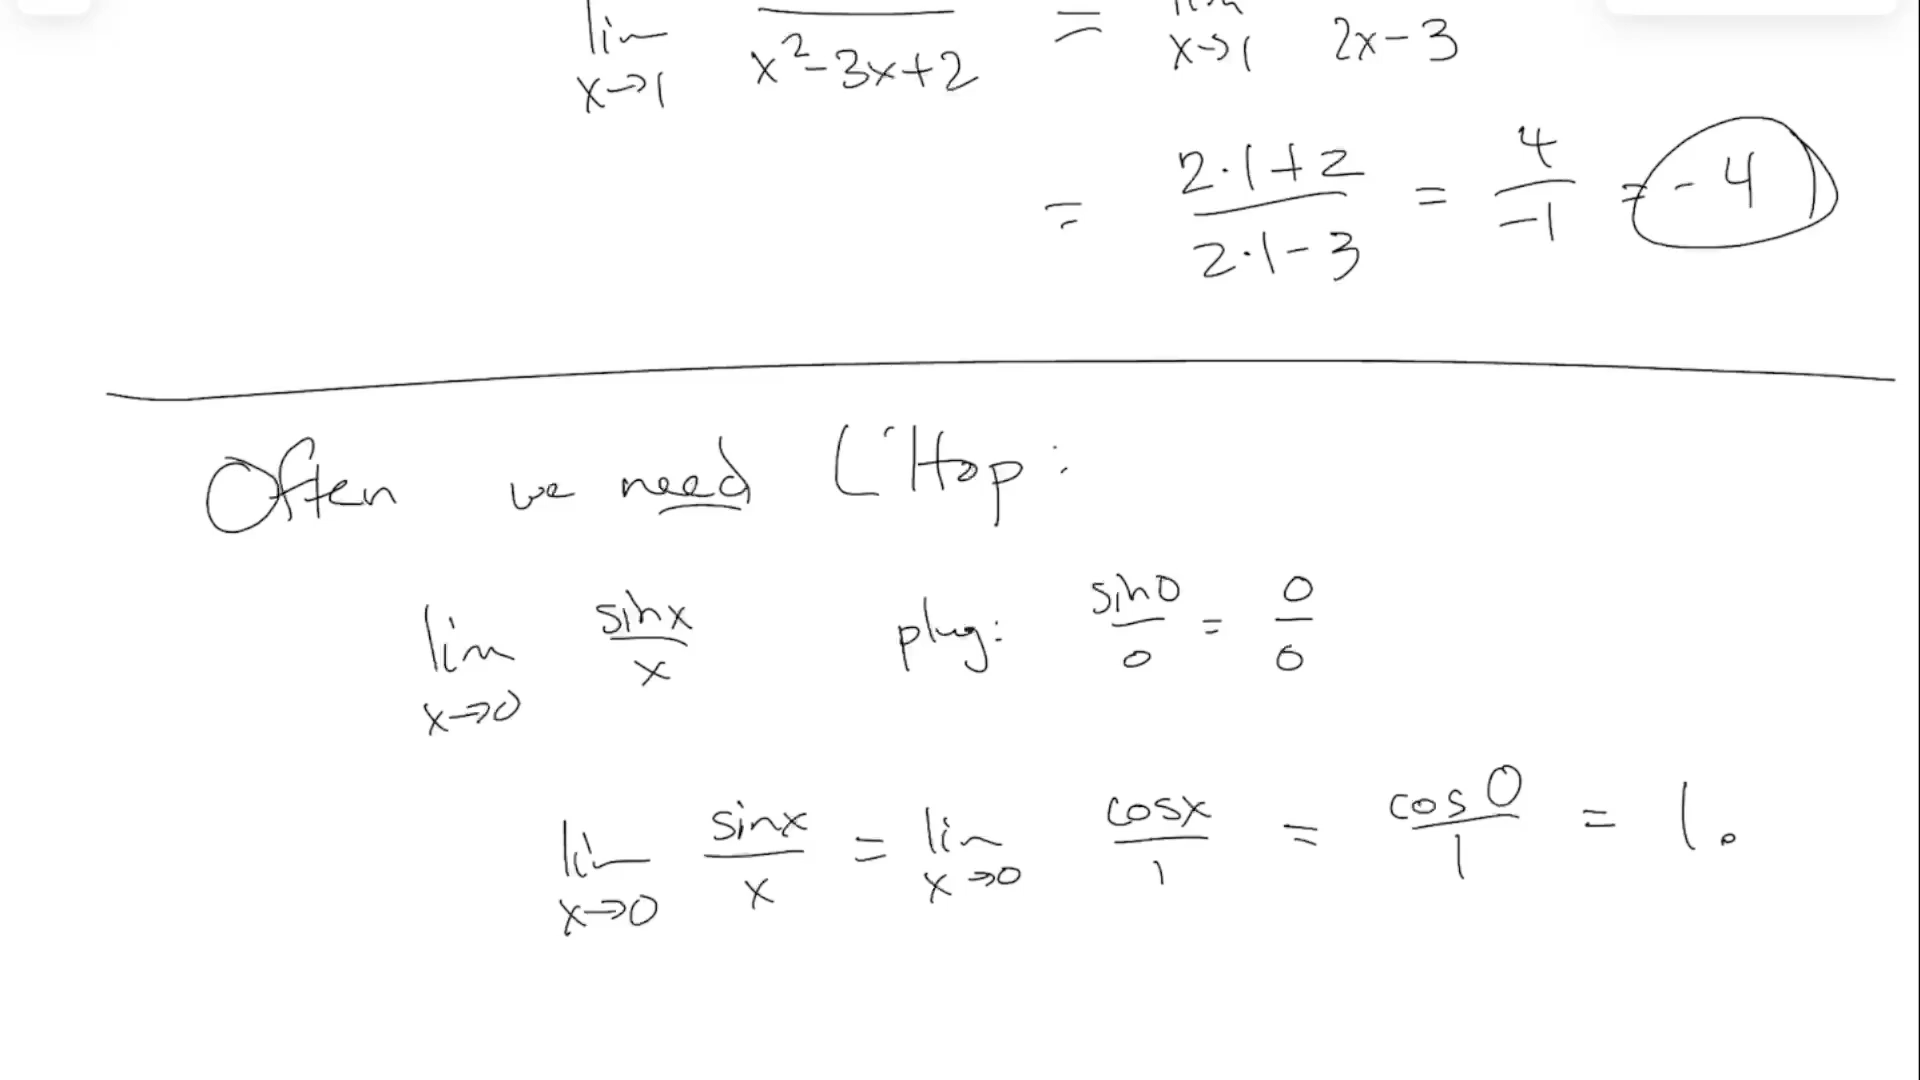 lim x→1 x²-3x+2 = lim x→1 2x-3
= 2·1+2 / 2·1-3 = 4/-1 = -4
Often we need L'Hop:
lim x→0 sinx/x plug: sin0/0 = 0/0
lim x→0 sinx/x = lim x→0 cosx/1 = cos0/1 = 1.